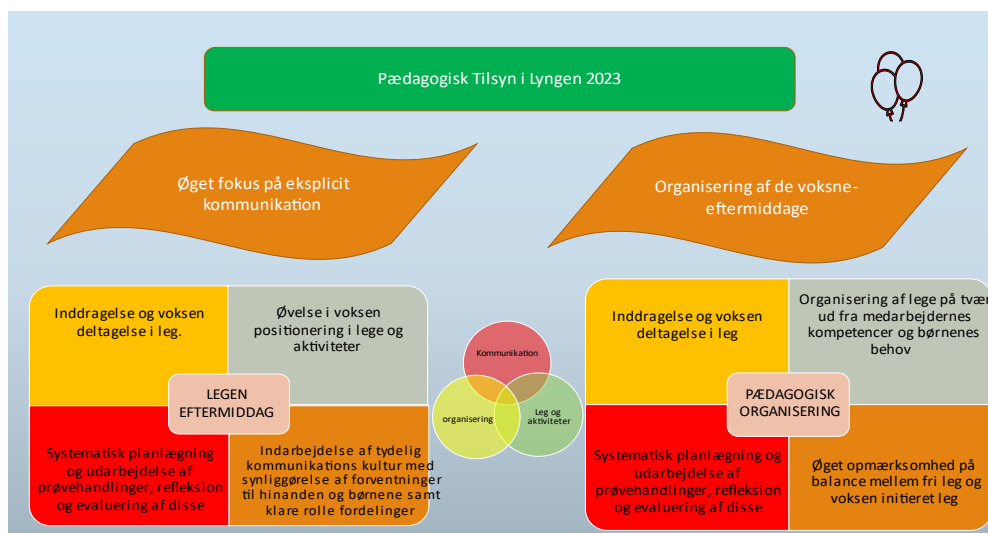 Pædagogisk Tilsyn i Lyngen 2023
Øget fokus på eksplicit
kommunikation
Organisering af de voksne-
eftermiddage
Inddragelse og voksen
deltagelse i leg.
Øvelse i voksen
positionering i lege og
aktiviteter
LEGEN
EFTERMIDDAG
Systematisk planlægning
og udarbejdelse af
prøvehandlinger, refleksion
og evaluering af disse
Indarbejdelse af tydelig
kommunikations kultur med
synliggørelse af forventninger
til hinanden og børnene samt
klare rolle fordelinger
Kommunikation
organisering
Leg og
aktiviteter
Inddragelse og voksen
deltagelse i leg
Organisering af lege på tvær
ud fra medarbejdernes
kompetencer og børnenes
behov
PÆDAGOGISK
ORGANISERING
Systematisk planlægning og
udarbejdelse af
prøvehandlinger, refleksion
og evaluering af disse
Øget opmærksomhed på
balance mellem fri leg og
voksen initieret leg